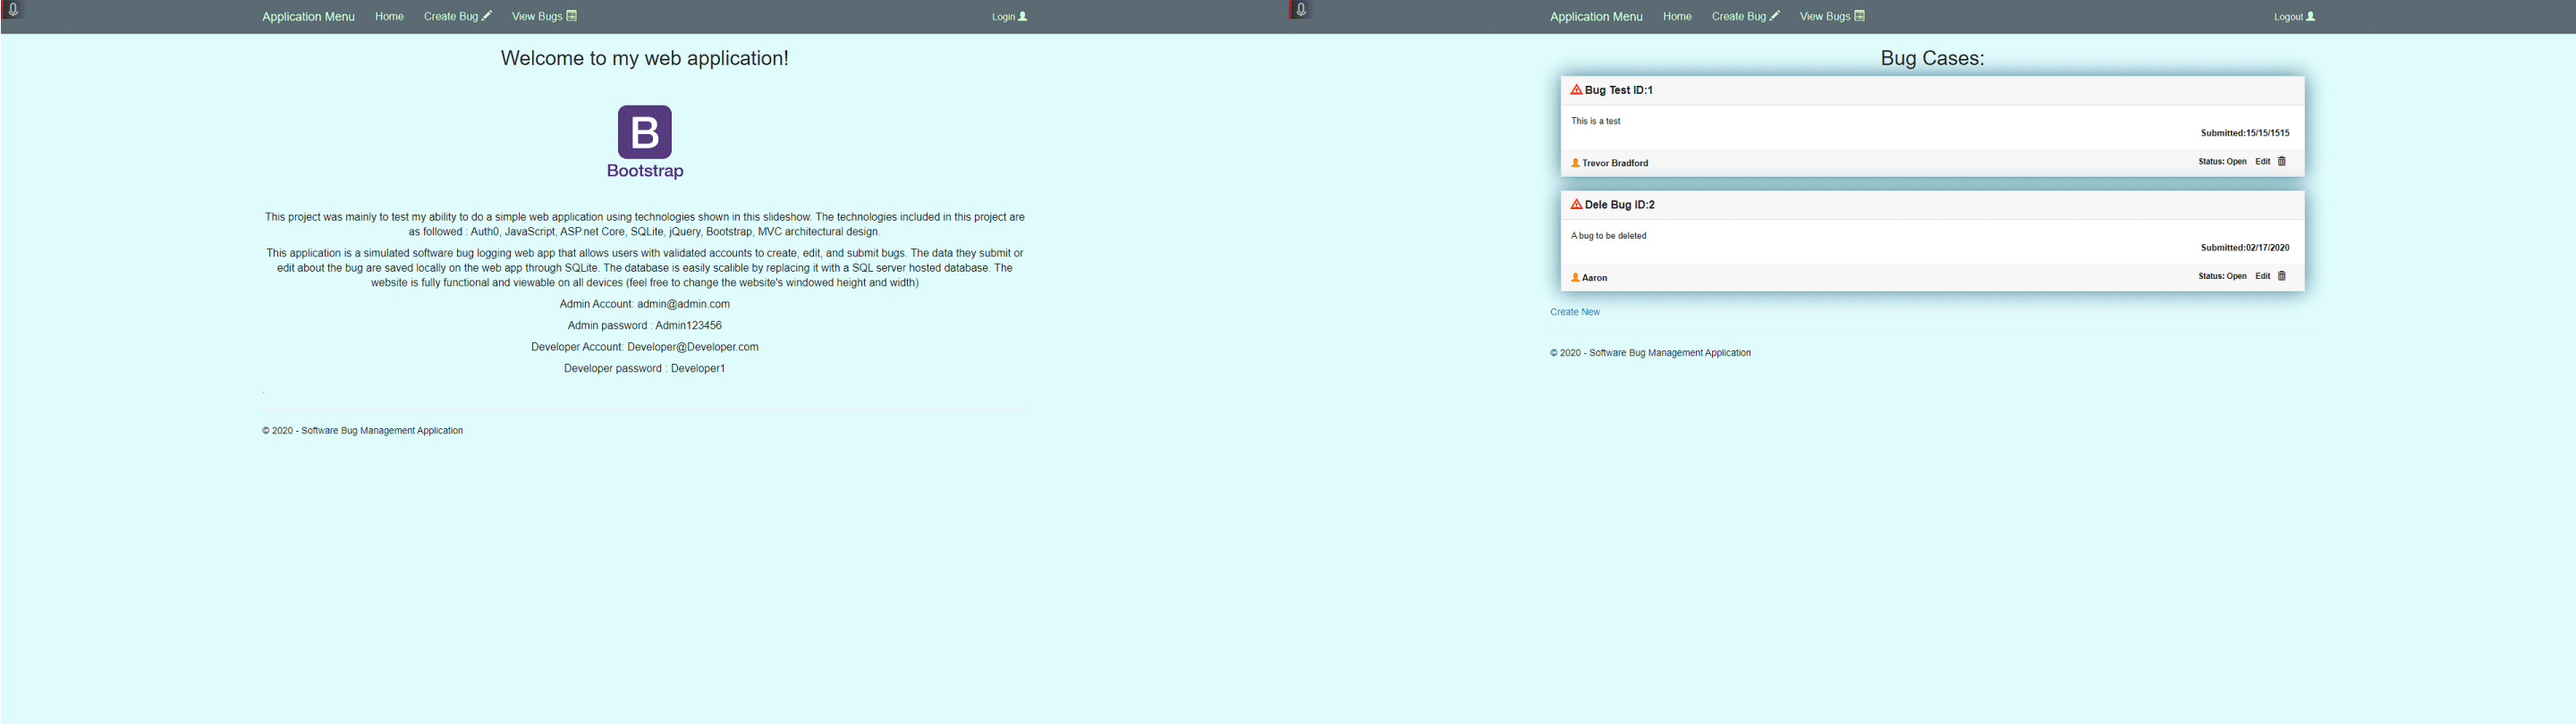 Application Menu Home Create Bug View Bugs Login
Welcome to my web application!
B
Bootstrap
This project was mainly to test my ability to do a simple web application using technologies shown in this slideshow. The technologies included in this project are
as followed : Auth0, JavaScript, ASP.net Core, SQLite, jQuery, Bootstrap, MVC architectural design.
This application is a simulated software bug logging web app that allows users with validated accounts to create, edit, and submit bugs. The data they submit or
edit about the bug are saved locally on the web app through SQLite. The database is easily scalible by replacing it with a SQL server hosted database. The
website is fully functional and viewable on all devices (feel free to change the website's windowed height and width)
Admin Account: admin@admin.com
Admin password : Admin123456
Developer Account: Developer@Developer.com
Developer password : Developer1
.
© 2020 - Software Bug Management Application
Application Menu Home Create Bug View Bugs Logout
Bug Cases:
Bug Test ID:1
This is a test
Submitted:15/15/1515
Trevor Bradford Status: Open Edit
Dele Bug ID:2
A bug to be deleted
Submitted:02/17/2020
Aaron Status: Open Edit
Create New
© 2020 - Software Bug Management Application